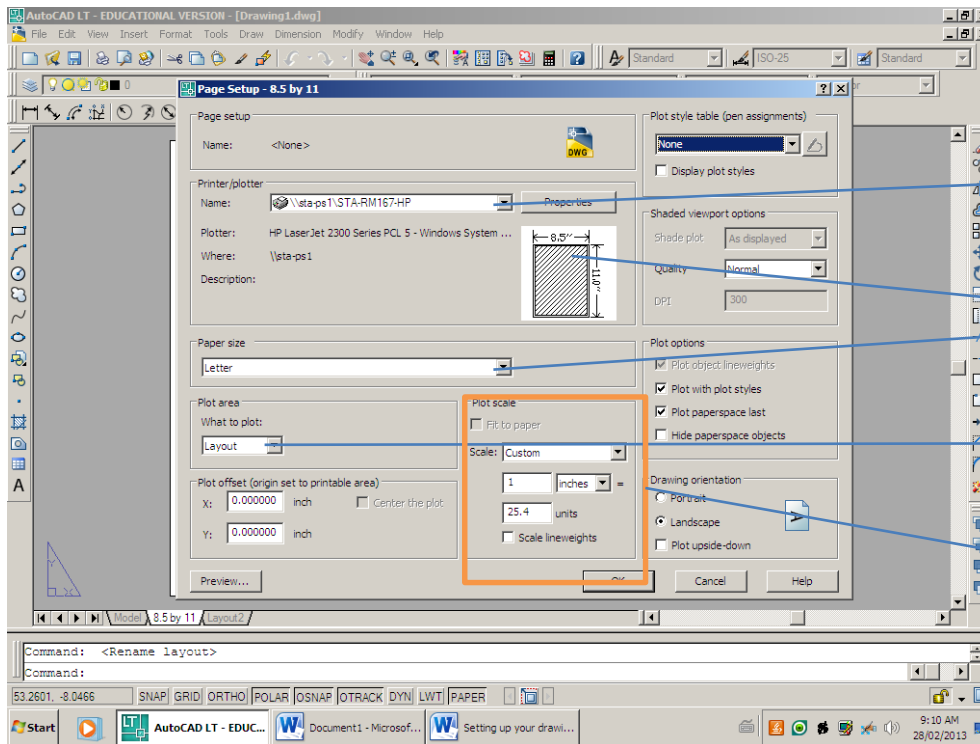 AutoCAD LT - EDUCATIONAL VERSION - [Drawing1.dwg]
File Edit View Insert Format Tools Draw Dimension Modify Window Help
A Standard ISO-25 Standard
0
Page Setup - 8.5 by 11
Page setup
Name: <None>
DWG
Printer/plotter
Name: \\sta-ps1\STA-RM167-HP Properties
Plotter: HP LaserJet 2300 Series PCL 5 - Windows System ...
Where: \\sta-ps1
Description:
8.5″
11.0″
Paper size
Letter
Plot area
What to plot:
Layout
Plot offset (origin set to printable area)
X: 0.000000 inch Center the plot
Y: 0.000000 inch
Plot scale
Fit to paper
Scale: Custom
1 inches =
25.4 units
Scale lineweights
Plot style table (pen assignments)
None
Display plot styles
Shaded viewport options
Shade plot As displayed
Quality Normal
DPI 300
Plot options
Plot object lineweights
Plot with plot styles
Plot paperspace last
Hide paperspace objects
Drawing orientation
Portrait
Landscape
A
Plot upside-down
Preview... OK Cancel Help
A
Model 8.5 by 11 Layout2
Command: <Rename layout>
Command:
53.2601, -8.0466 SNAP GRID ORTHO POLAR OSNAP OTRACK DYN LWT PAPER
Start AutoCAD LT - EDUC... Document1 - Microsof... Setting up your drawi...
9:10 AM
28/02/2013